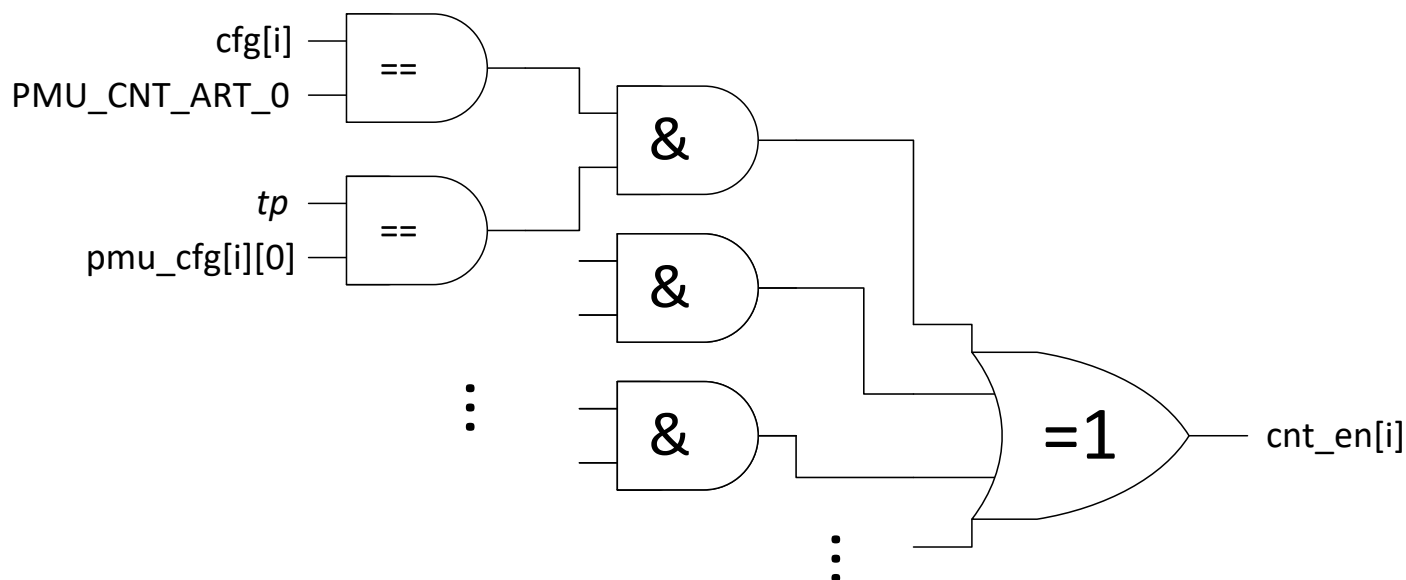 cfg[i]
==
PMU_CNT_ART_0
&
tp
==
pmu_cfg[i][0]
&
&
=1
cnt_en[i]